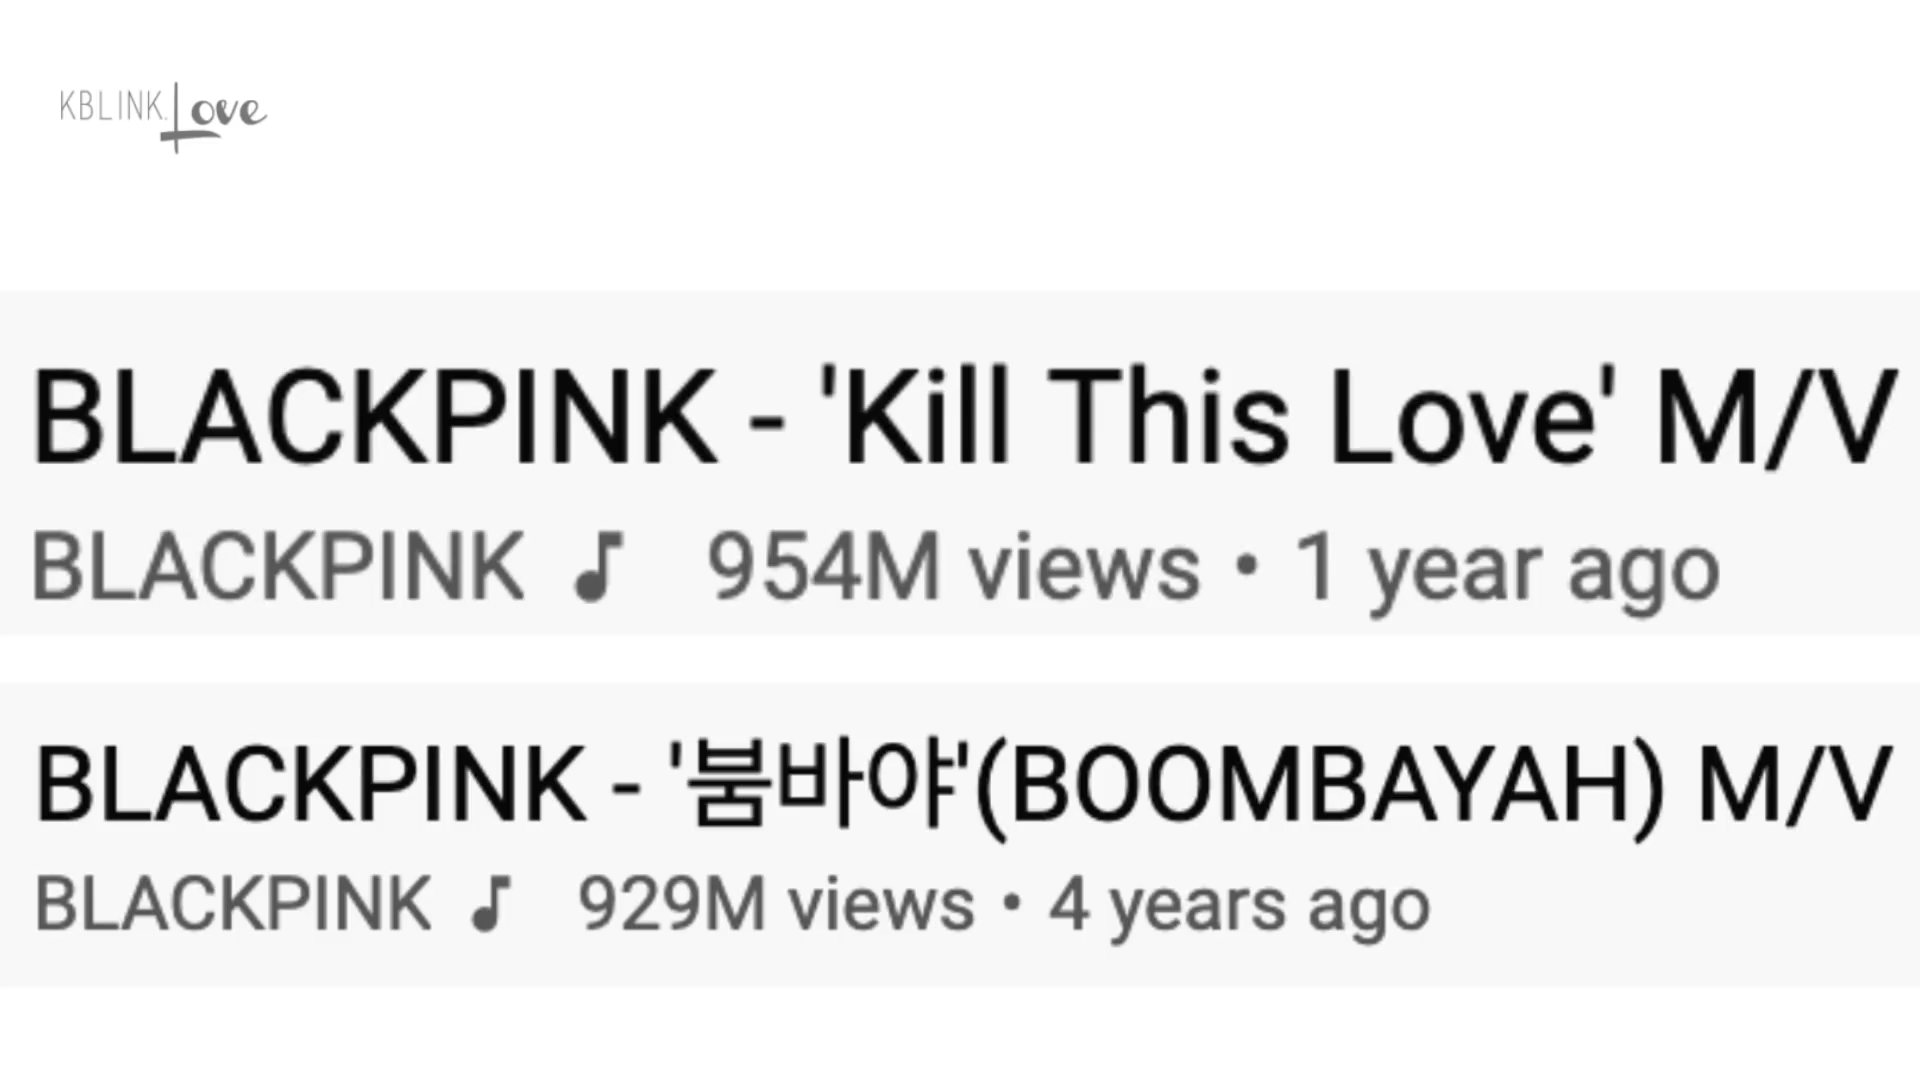 KBLINK.Love
BLACKPINK - 'Kill This Love' M/V
BLACKPINK ♪ 954M views • 1 year ago
BLACKPINK - '붐바야'(BOOMBAYAH) M/V
BLACKPINK ♪ 929M views • 4 years ago